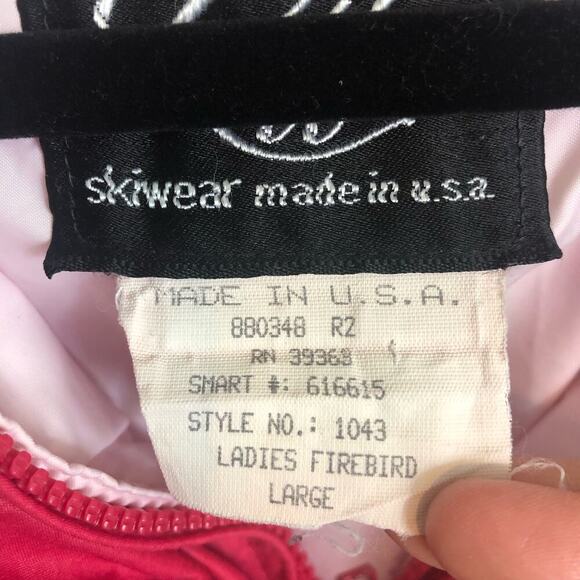 skiwear made in u.s.a.
MADE IN U.S.A.
880348 R2
RN 39368
SMART #: 616615
STYLE NO.: 1043
LADIES FIREBIRD
LARGE